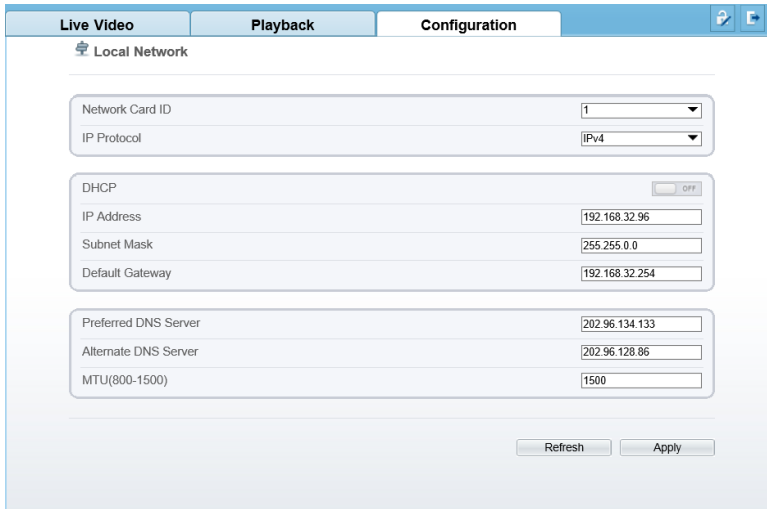 Live Video Playback Configuration
Local Network
Network Card ID 1
IP Protocol IPv4
DHCP OFF
IP Address 192.168.32.96
Subnet Mask 255.255.0.0
Default Gateway 192.168.32.254
Preferred DNS Server 202.96.134.133
Alternate DNS Server 202.96.128.86
MTU(800-1500) 1500
Refresh Apply